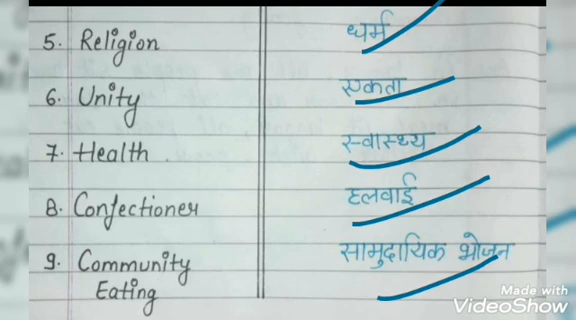 5. Religion धर्म
6. Unity एकता
7. Health. स्वास्थ्य
8. Confectioner हलवाई
9. Community सामुदायिक भोजन
Eating
Made with
VideoShow